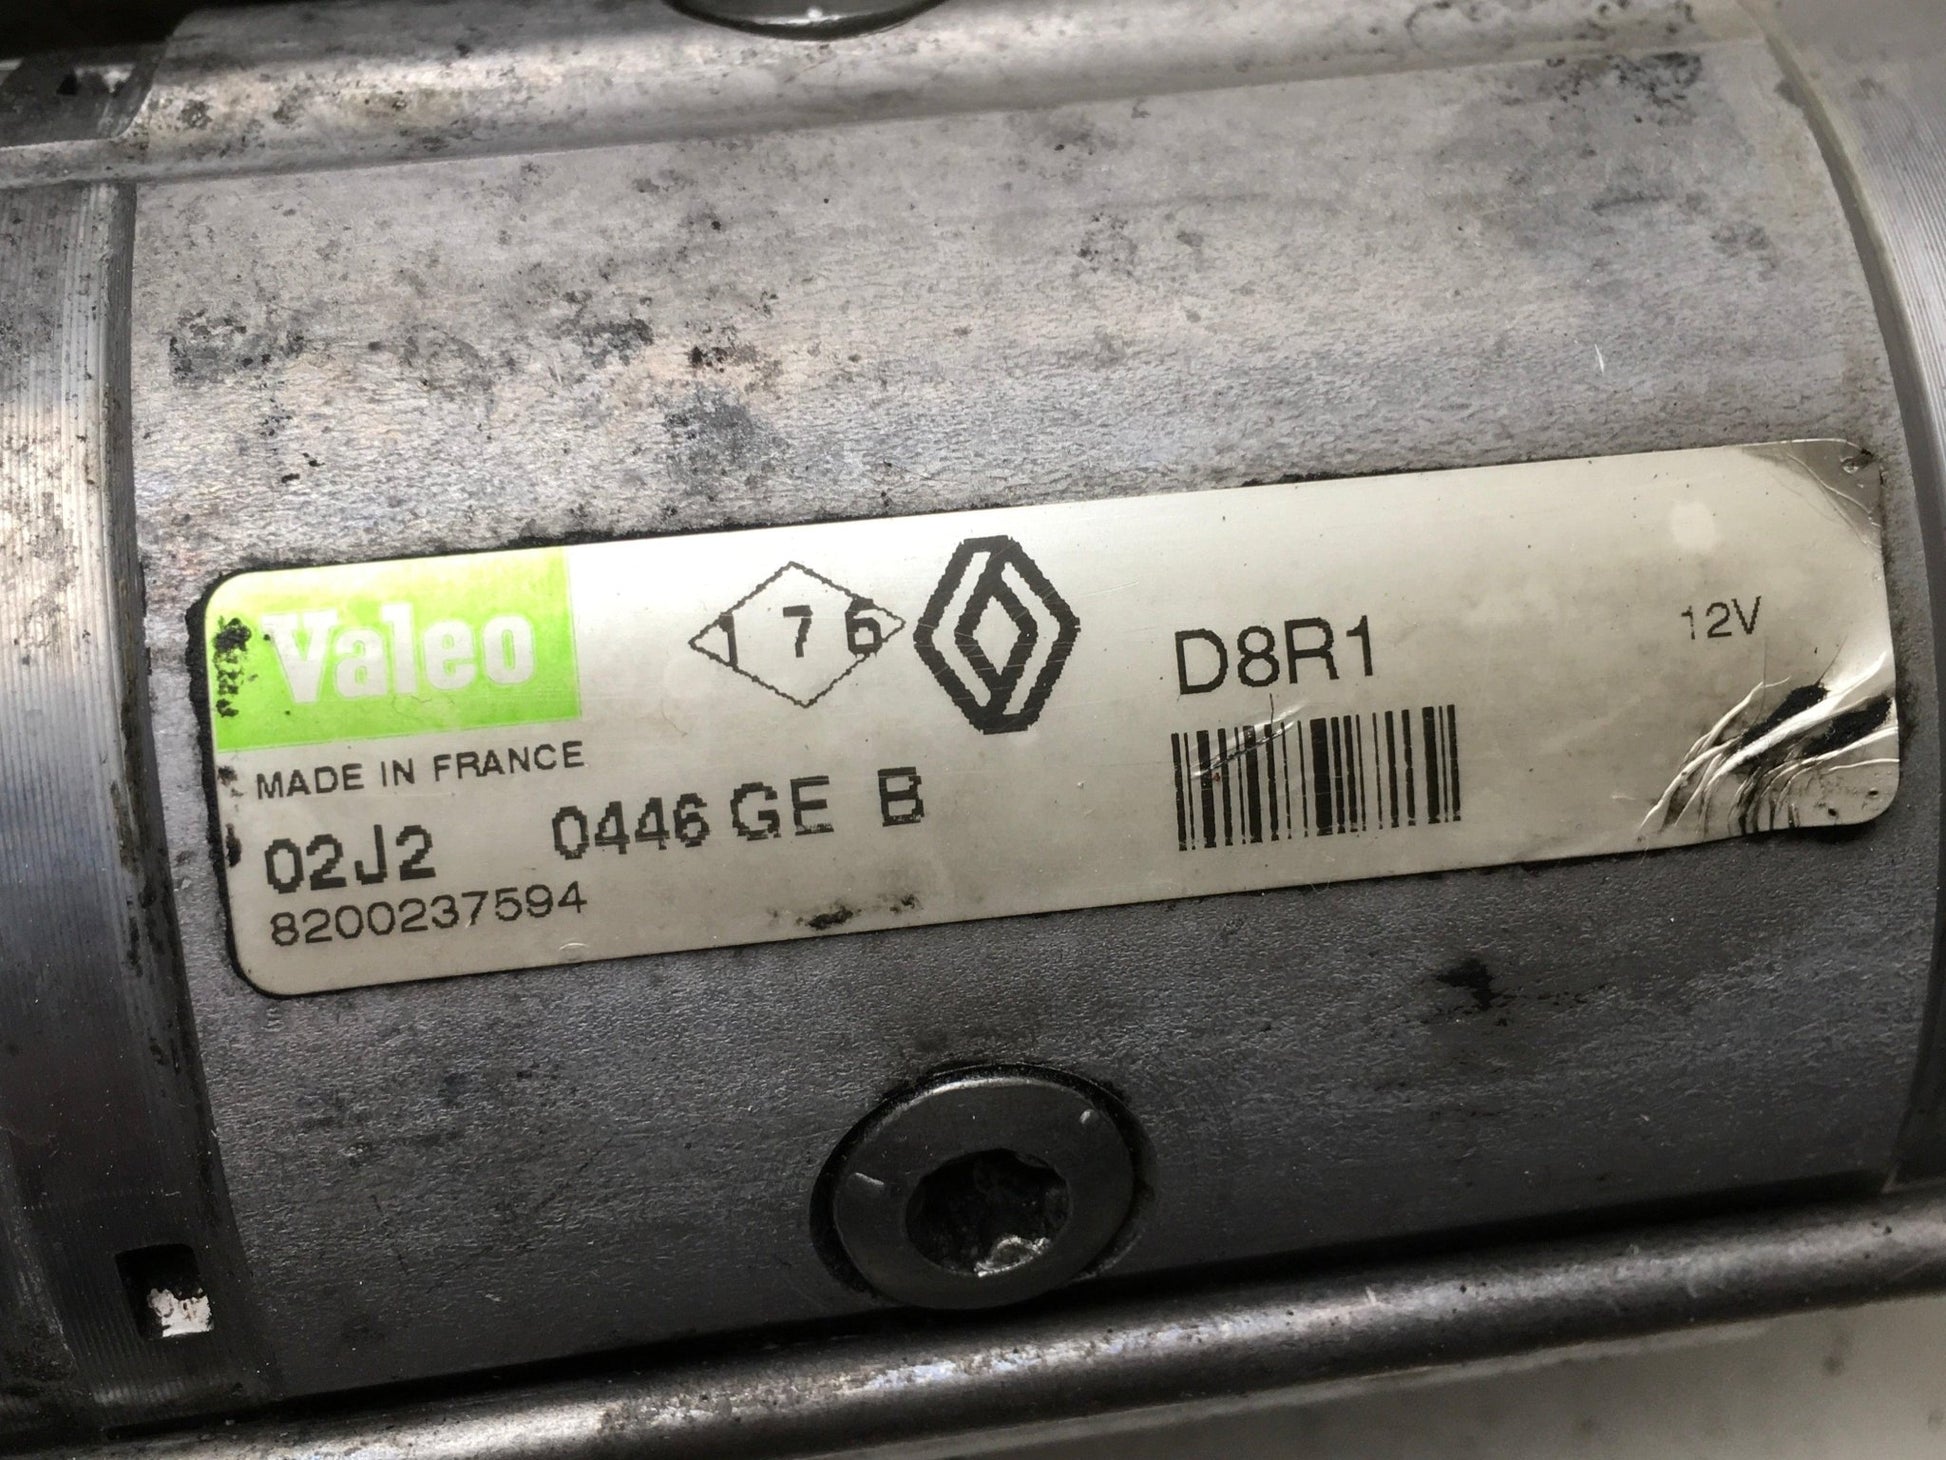 Valeo
176
D8R1
12V
MADE IN FRANCE
02J2 0446 GE B
8200237594